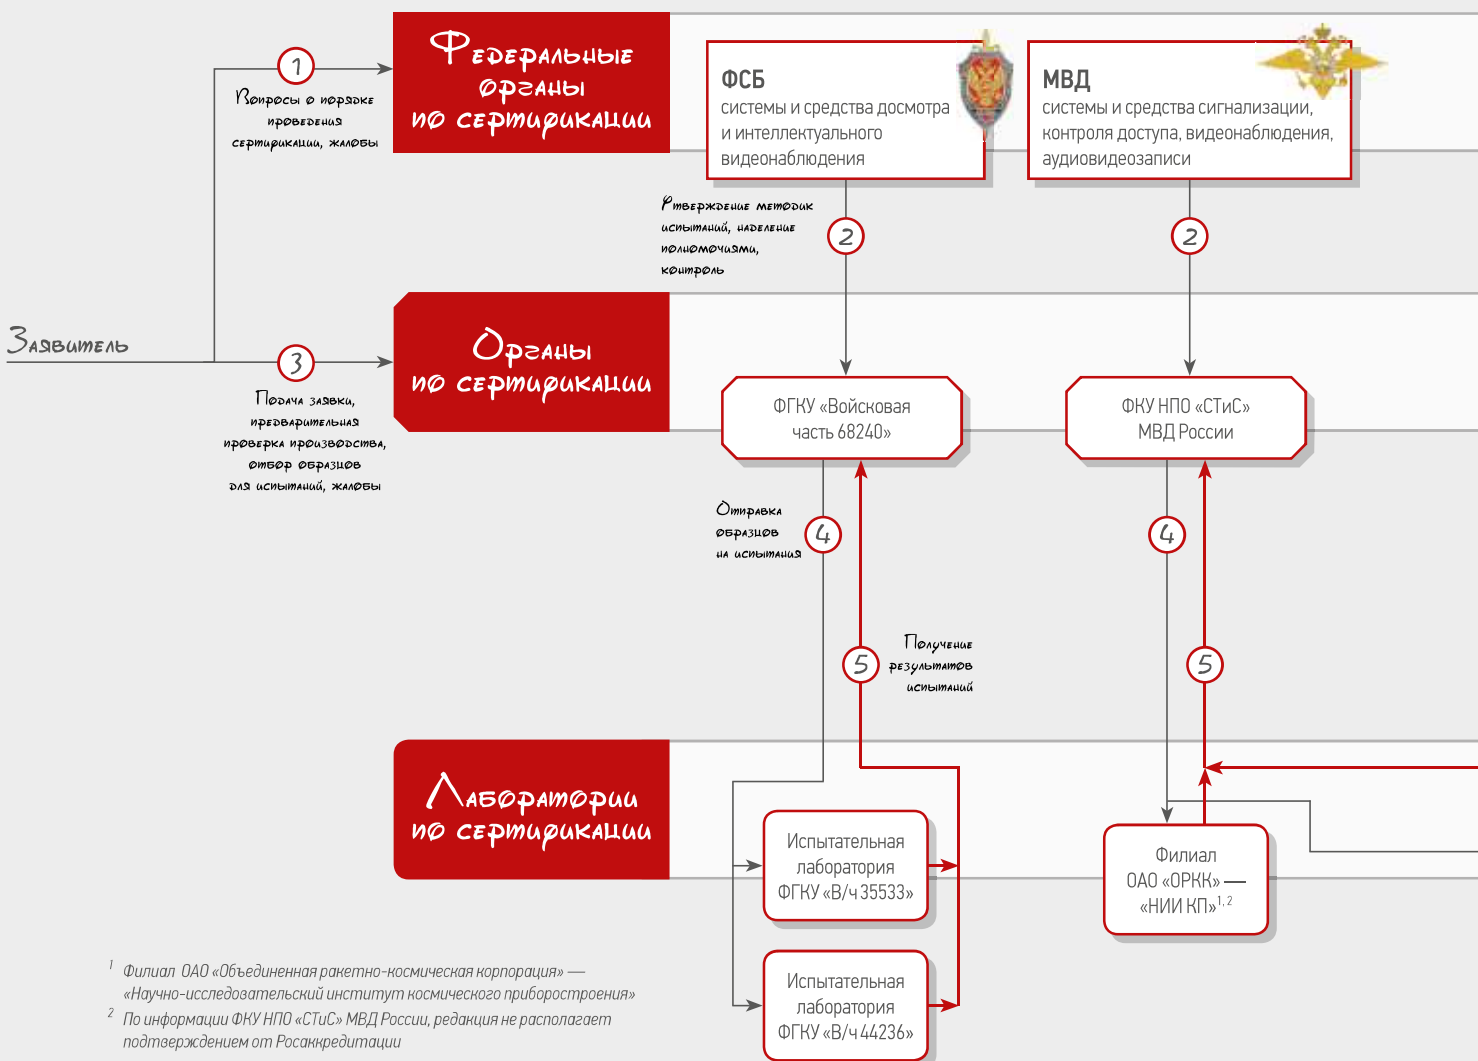 Федеральные
органы
по сертификации
1
Вопросы о порядке
проведения
сертификации, жалобы
ФСБ
системы и средства досмотра
и интеллектуального
видеонаблюдения
МВД
системы и средства сигнализации,
контроля доступа, видеонаблюдения,
аудиовидеозаписи
Утверждение методик
испытаний, наделение
полномочиями,
контроль
2
2
Заявитель
3
Подача заявки,
предварительная
проверка производства,
отбор образцов
для испытаний, жалобы
Органы
по сертификации
ФГКУ «Войсковая
часть 68240»
ФКУ НПО «СТиС»
МВД России
Отправка
образцов
на испытания
4
4
5
Получение
результатов
испытаний
5
Лаборатории
по сертификации
Испытательная
лаборатория
ФГКУ «В/ч 35533»
Филиал
ОАО «ОРКК» —
«НИИ КП»1, 2
Испытательная
лаборатория
ФГКУ «В/ч 44236»
1 Филиал ОАО «Объединенная ракетно-космическая корпорация» —
«Научно-исследовательский институт космического приборостроения»
2 По информации ФКУ НПО «СТиС» МВД России, редакция не располагает
подтверждением от Росаккредитации